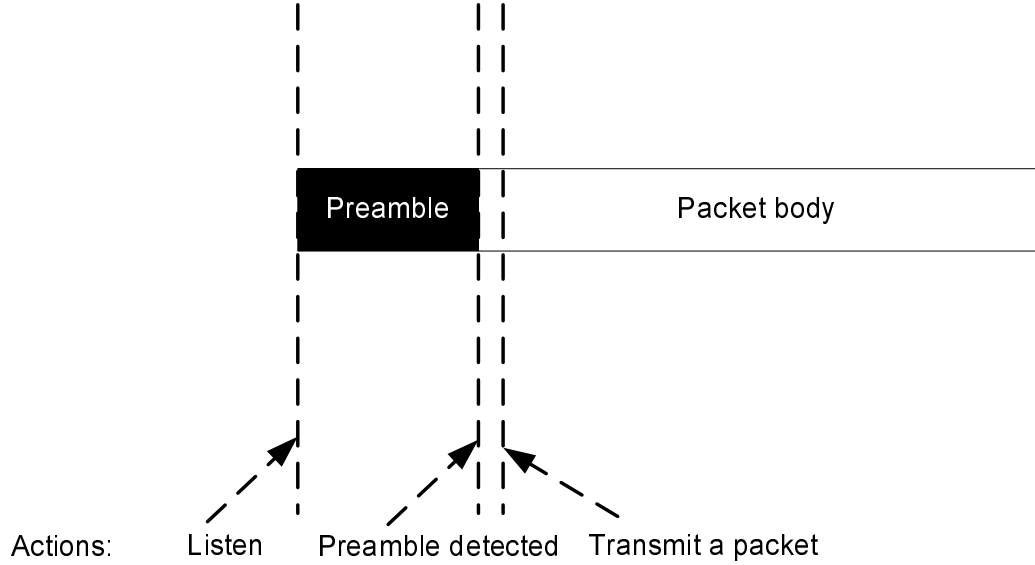 Preamble
Packet body
Actions:
Listen
Preamble detected
Transmit a packet